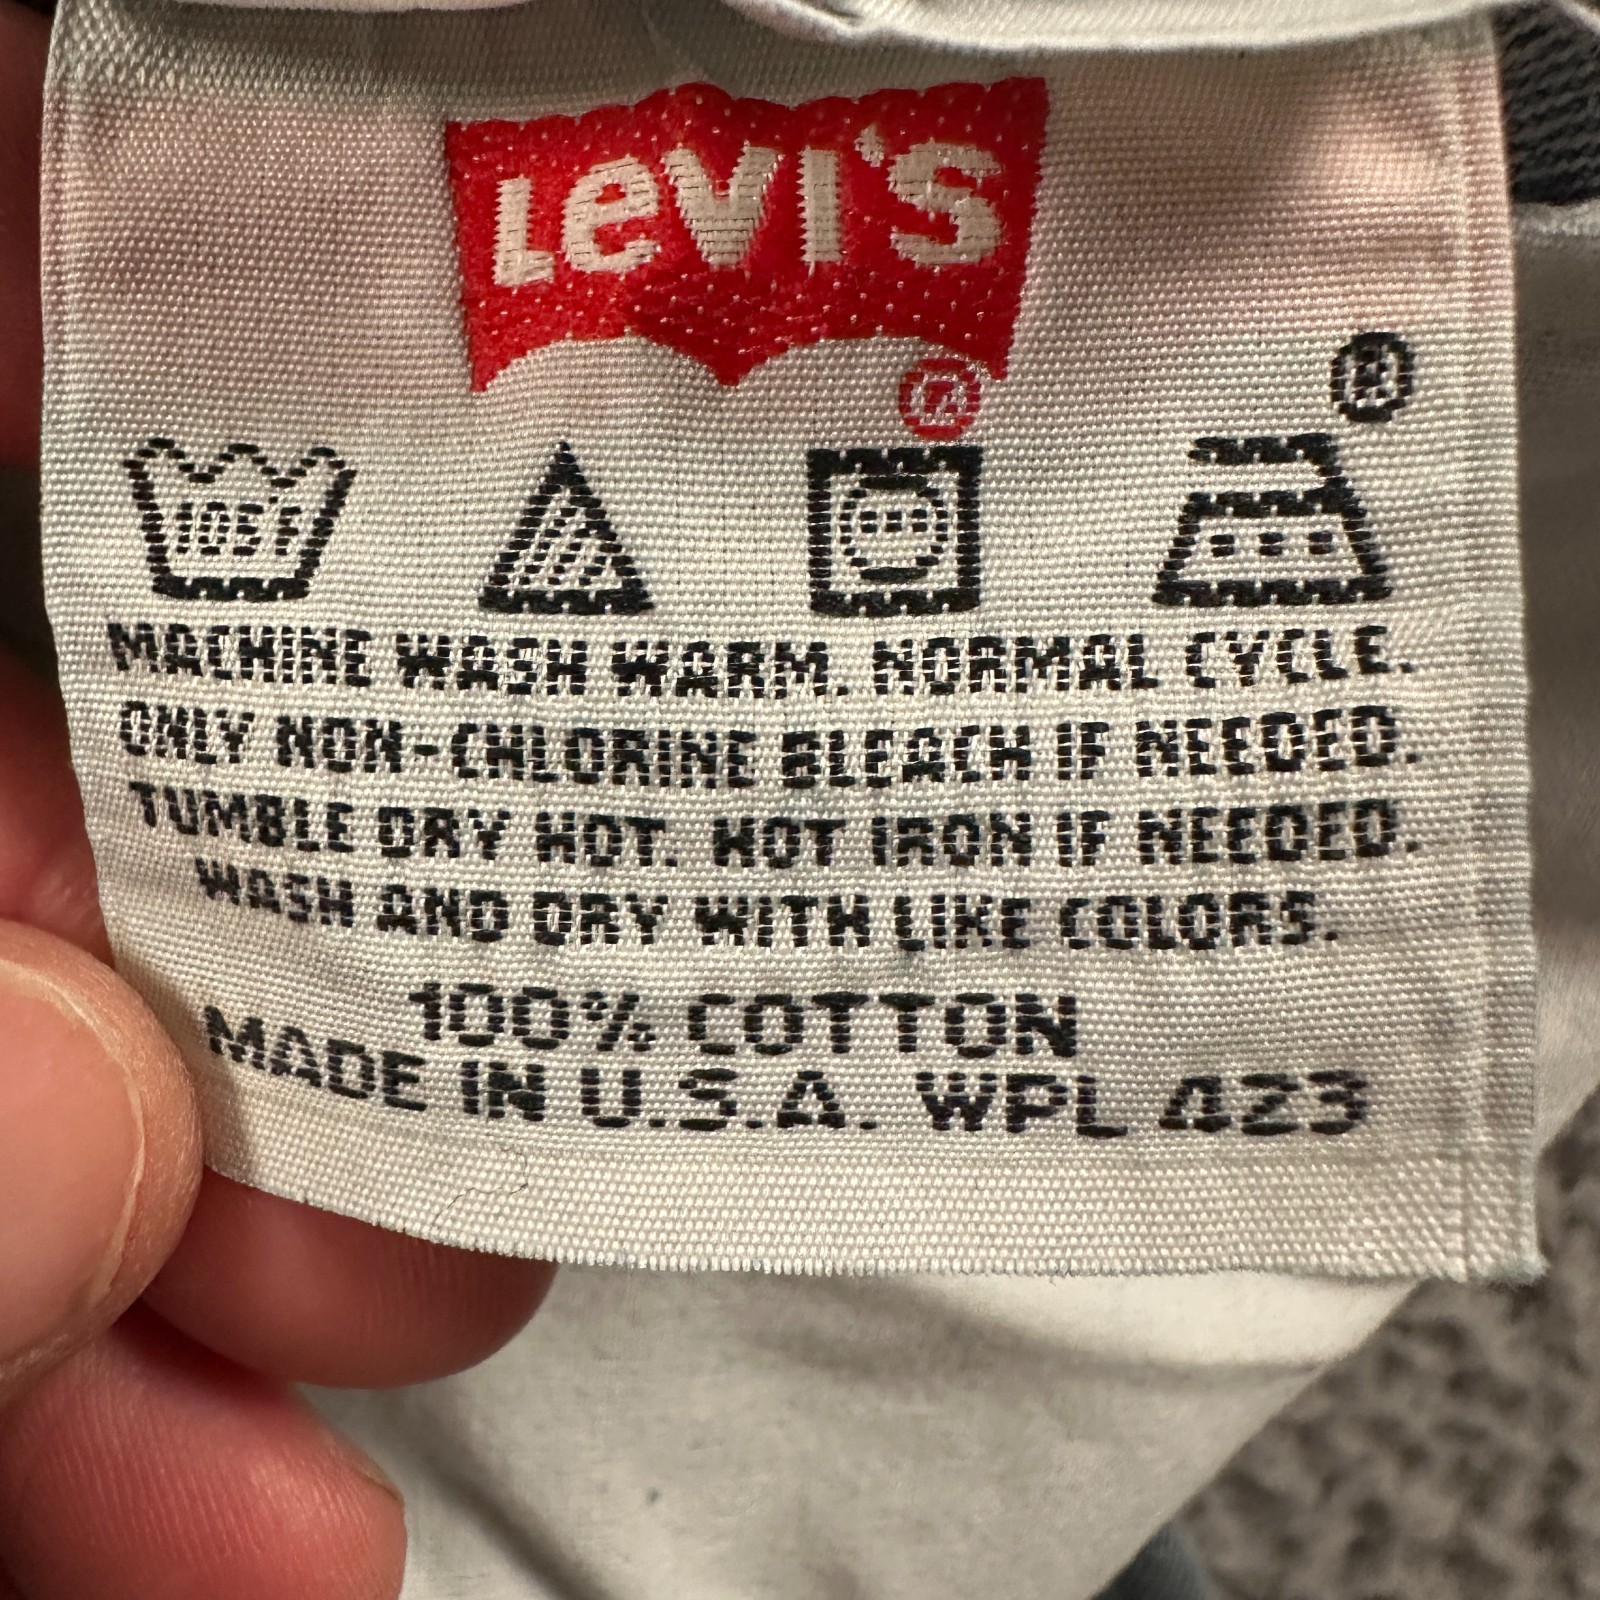 Levi's
®
®
105F
MACHINE WASH WARM. NORMAL CYCLE.
ONLY NON-CHLORINE BLEACH IF NEEDED.
TUMBLE DRY HOT. HOT IRON IF NEEDED.
WASH AND DRY WITH LIKE COLORS.
100% COTTON
MADE IN U.S.A. WPL 423